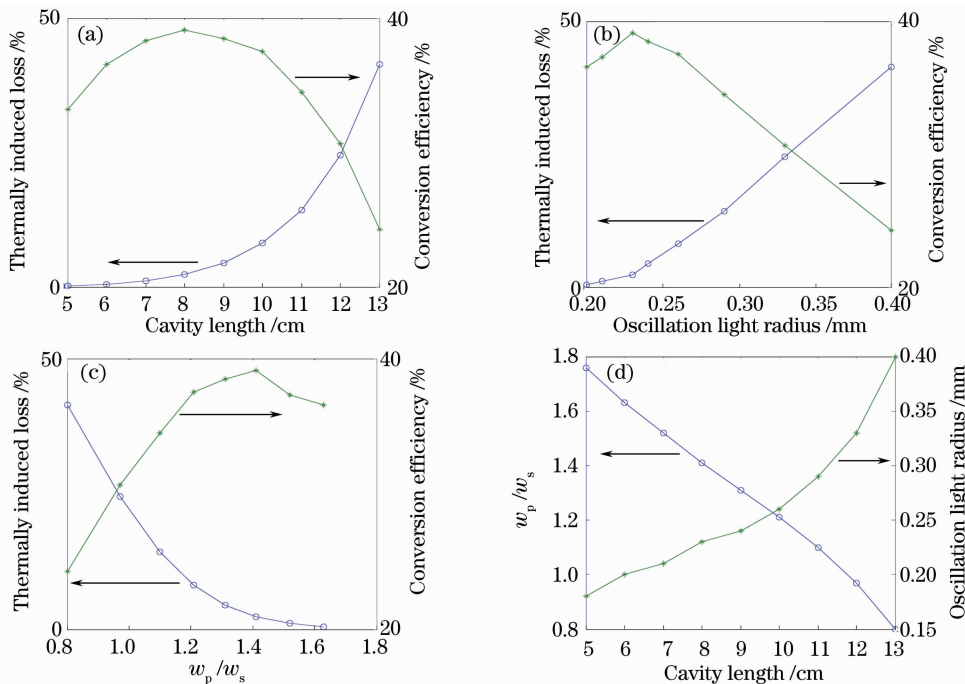 50
(a)
40
Thermally induced loss /%
Conversion efficiency /%
0
20
5 6 7 8 9 10 11 12 13
Cavity length /cm
50
(b)
40
Thermally induced loss /%
Conversion efficiency /%
0
20
0.20 0.25 0.30 0.35 0.40
Oscillation light radius /mm
50
(c)
40
Thermally induced loss /%
Conversion efficiency /%
0
20
0.8 1.0 1.2 1.4 1.6 1.8
wp/ws
1.8
(d)
0.40
1.6
0.35
1.4
0.30
1.2
0.25
1.0
0.20
0.8
0.15
wp/ws
Oscillation light radius /mm
5 6 7 8 9 10 11 12 13
Cavity length /cm